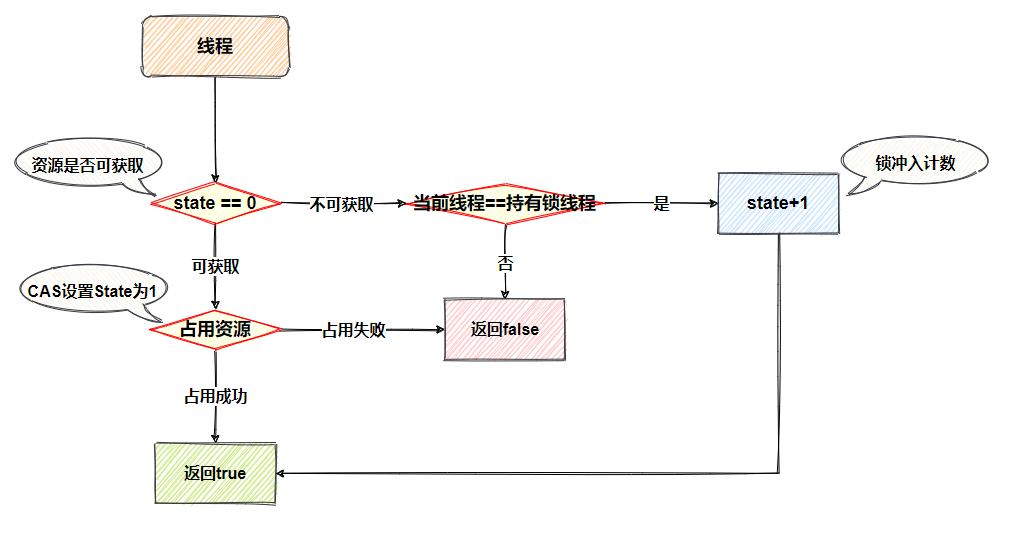 线程
资源是否可获取
锁冲入计数
state == 0
不可获取
当前线程==持有锁线程
是
state+1
可获取
否
CAS设置State为1
占用资源
占用失败
返回false
占用成功
返回true